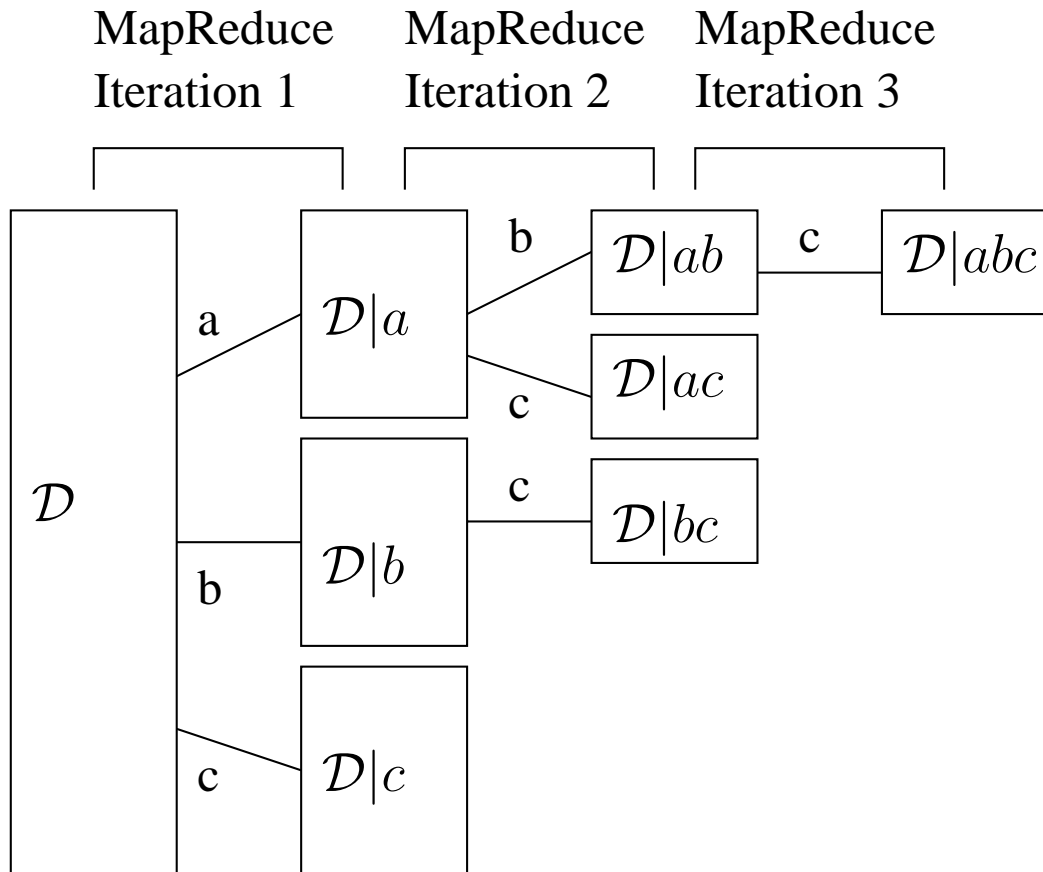 MapReduce
Iteration 1
MapReduce
Iteration 2
MapReduce
Iteration 3
𝒟
a
b
c
𝒟|a
𝒟|b
𝒟|c
b
c
c
𝒟|ab
𝒟|ac
𝒟|bc
c
𝒟|abc